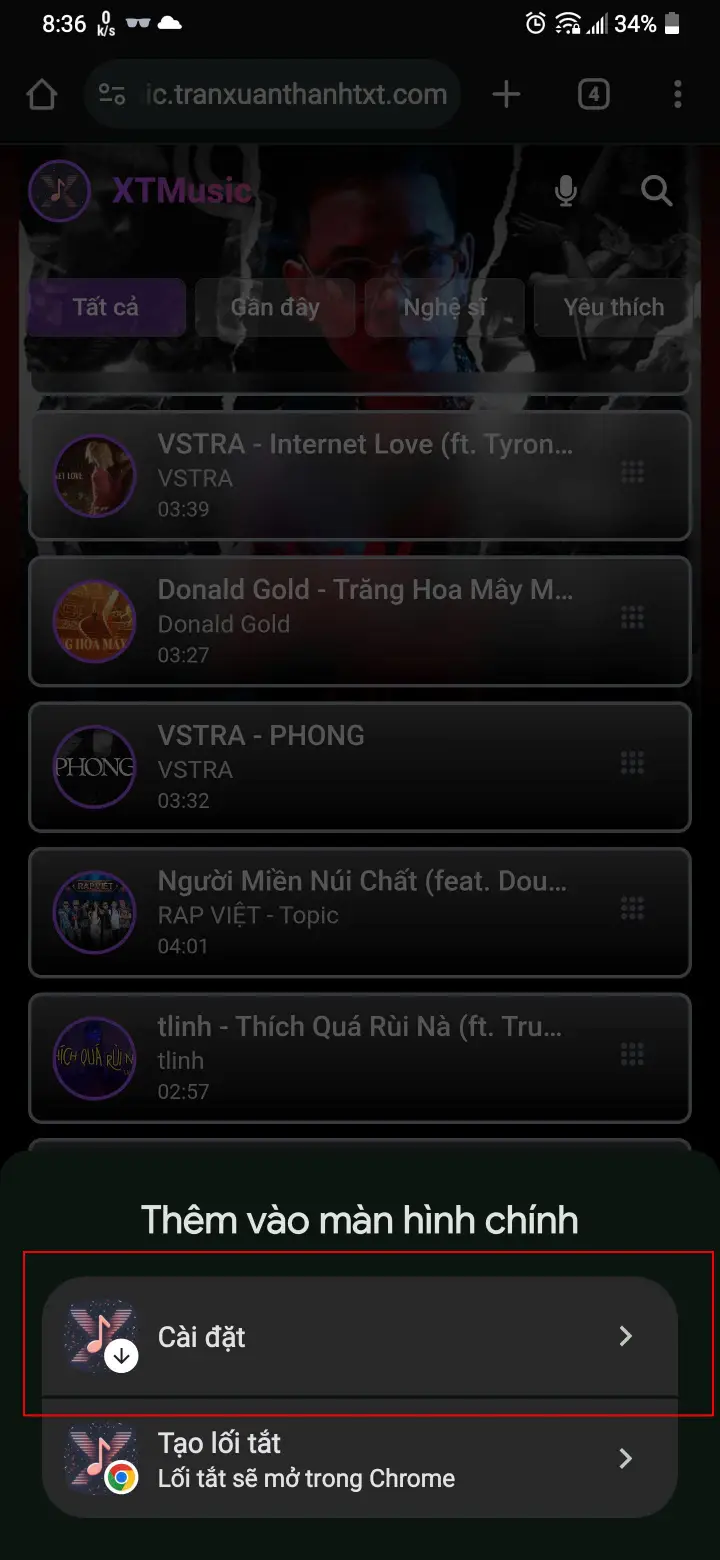 8:36 0 k/s 34%
ic.tranxuanthanhtxt.com 4
XTMusic
Tất cả Gần đây Nghệ sĩ Yêu thích
VSTRA - Internet Love (ft. Tyron...
VSTRA
03:39
Donald Gold - Trăng Hoa Mây M...
Donald Gold
03:27
PHONG
VSTRA - PHONG
VSTRA
03:32
RAP VIỆT
Người Miền Núi Chất (feat. Dou...
RAP VIỆT - Topic
04:01
tlinh - Thích Quá Rùi Nà (ft. Tru...
tlinh
02:57
Thêm vào màn hình chính
Cài đặt
Tạo lối tắt
Lối tắt sẽ mở trong Chrome